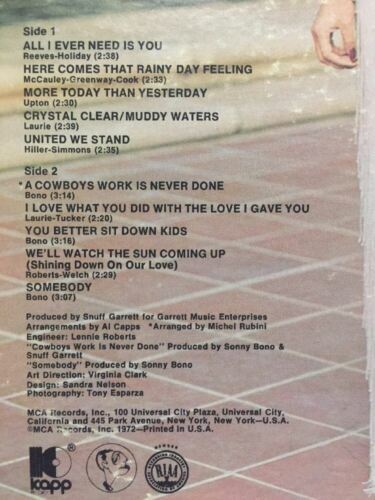 Side 1
ALL I EVER NEED IS YOU
Reeves-Holiday (2:38)
HERE COMES THAT RAINY DAY FEELING
McCauley-Greenway-Cook (2:33)
MORE TODAY THAN YESTERDAY
Upton (2:30)
CRYSTAL CLEAR/MUDDY WATERS
Laurie (2:39)
UNITED WE STAND
Hiller-Simmons (2:35)
Side 2
*A COWBOYS WORK IS NEVER DONE
Bono (3:14)
I LOVE WHAT YOU DID WITH THE LOVE I GAVE YOU
Laurie-Tucker (2:20)
YOU BETTER SIT DOWN KIDS
Bono (3:16)
WE'LL WATCH THE SUN COMING UP
(Shining Down On Our Love)
Roberts-Welch (2:29)
SOMEBODY
Bono (3:07)
Produced by Snuff Garrett for Garrett Music Enterprises
Arrangements by Al Capps *Arranged by Michel Rubini
Engineer: Lennie Roberts
"Cowboys Work Is Never Done" Produced by Sonny Bono &
Snuff Garrett
"Somebody" Produced by Sonny Bono
Art Direction: Virginia Clark
Design: Sandra Nelson
Photography: Tony Esparza
MCA Records, Inc., 100 Universal City Plaza, Universal City,
California and 445 Park Avenue, New York, New York—U.S.A.
©MCA Records, Inc. 1972—Printed in U.S.A.
kapp ®
MEMBER
RIAA